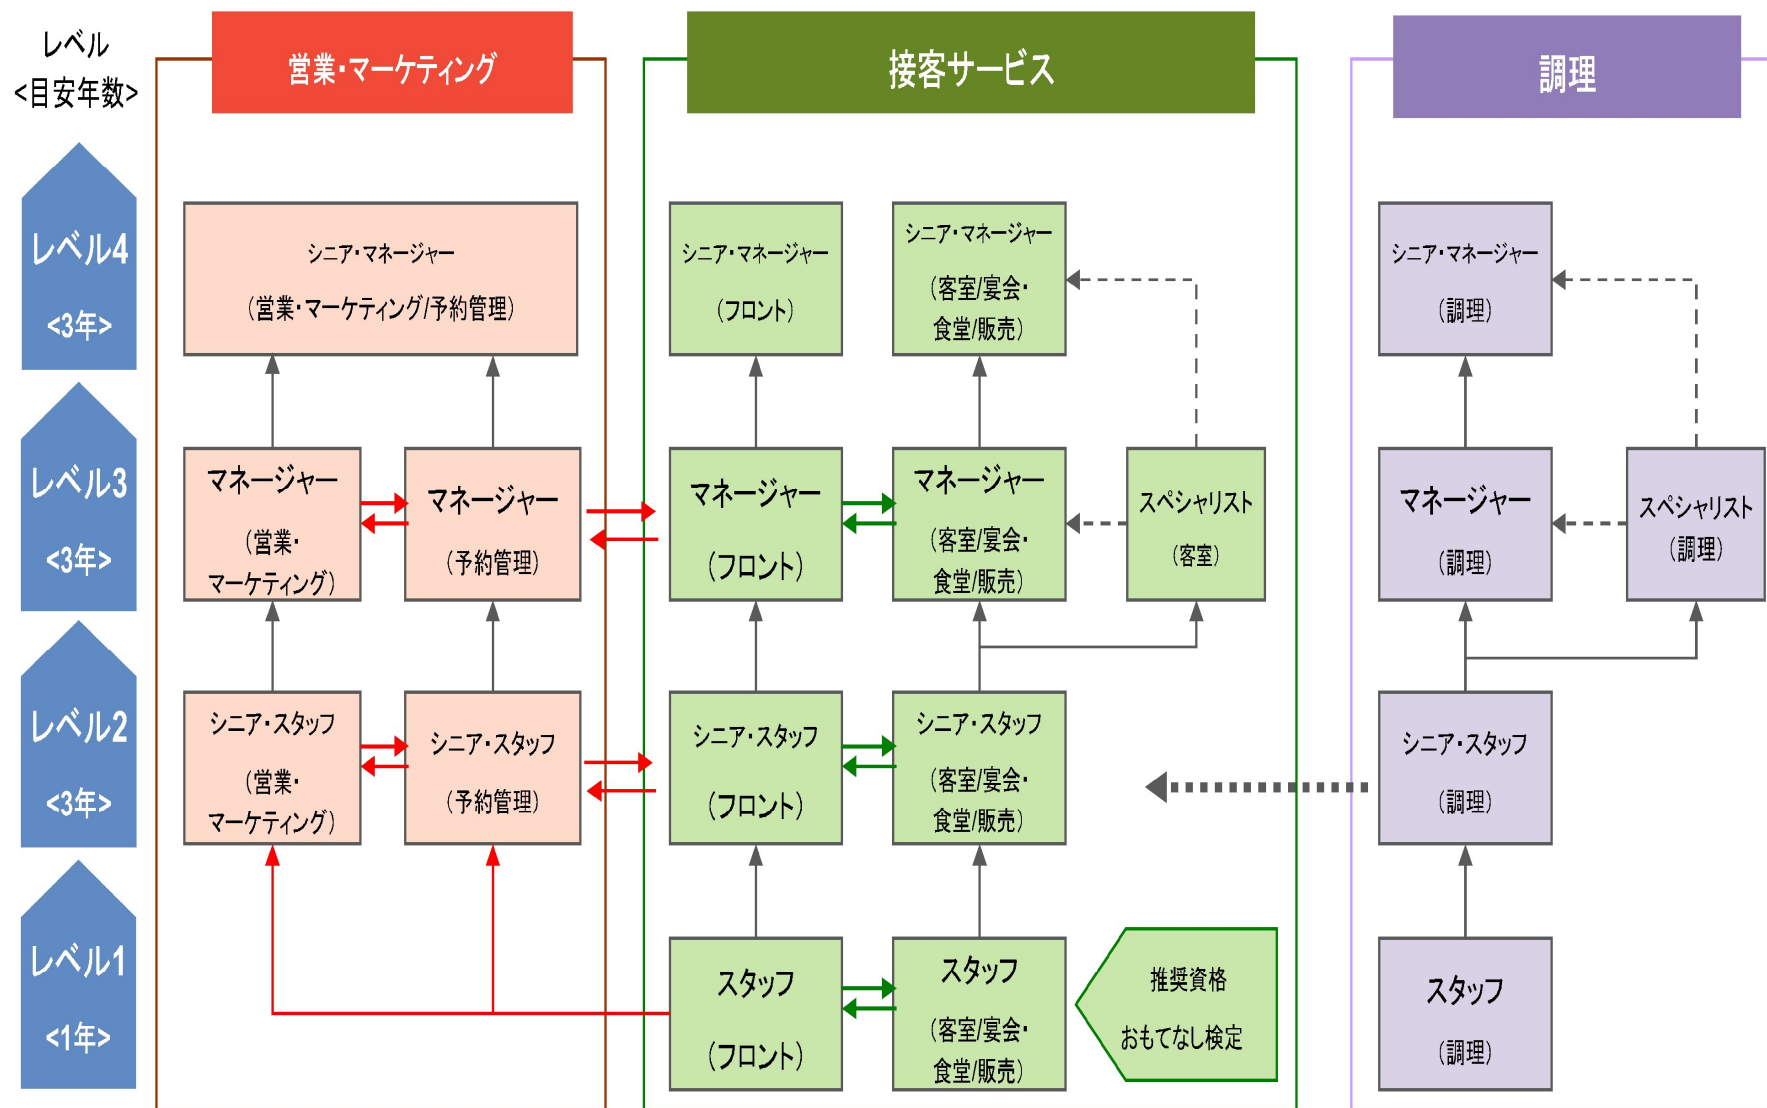 レベル
<目安年数>
営業・マーケティング
接客サービス
調理
レベル4
<3年>
シニア・マネージャー
(営業・マーケティング/予約管理)
シニア・マネージャー
(フロント)
シニア・マネージャー
(客室/宴会・
食堂/販売)
シニア・マネージャー
(調理)
レベル3
<3年>
マネージャー
(営業・
マーケティング)
マネージャー
(予約管理)
マネージャー
(フロント)
マネージャー
(客室/宴会・
食堂/販売)
スペシャリスト
(客室)
マネージャー
(調理)
スペシャリスト
(調理)
レベル2
<3年>
シニア・スタッフ
(営業・
マーケティング)
シニア・スタッフ
(予約管理)
シニア・スタッフ
(フロント)
シニア・スタッフ
(客室/宴会・
食堂/販売)
シニア・スタッフ
(調理)
レベル1
<1年>
スタッフ
(フロント)
スタッフ
(客室/宴会・
食堂/販売)
推奨資格
おもてなし検定
スタッフ
(調理)